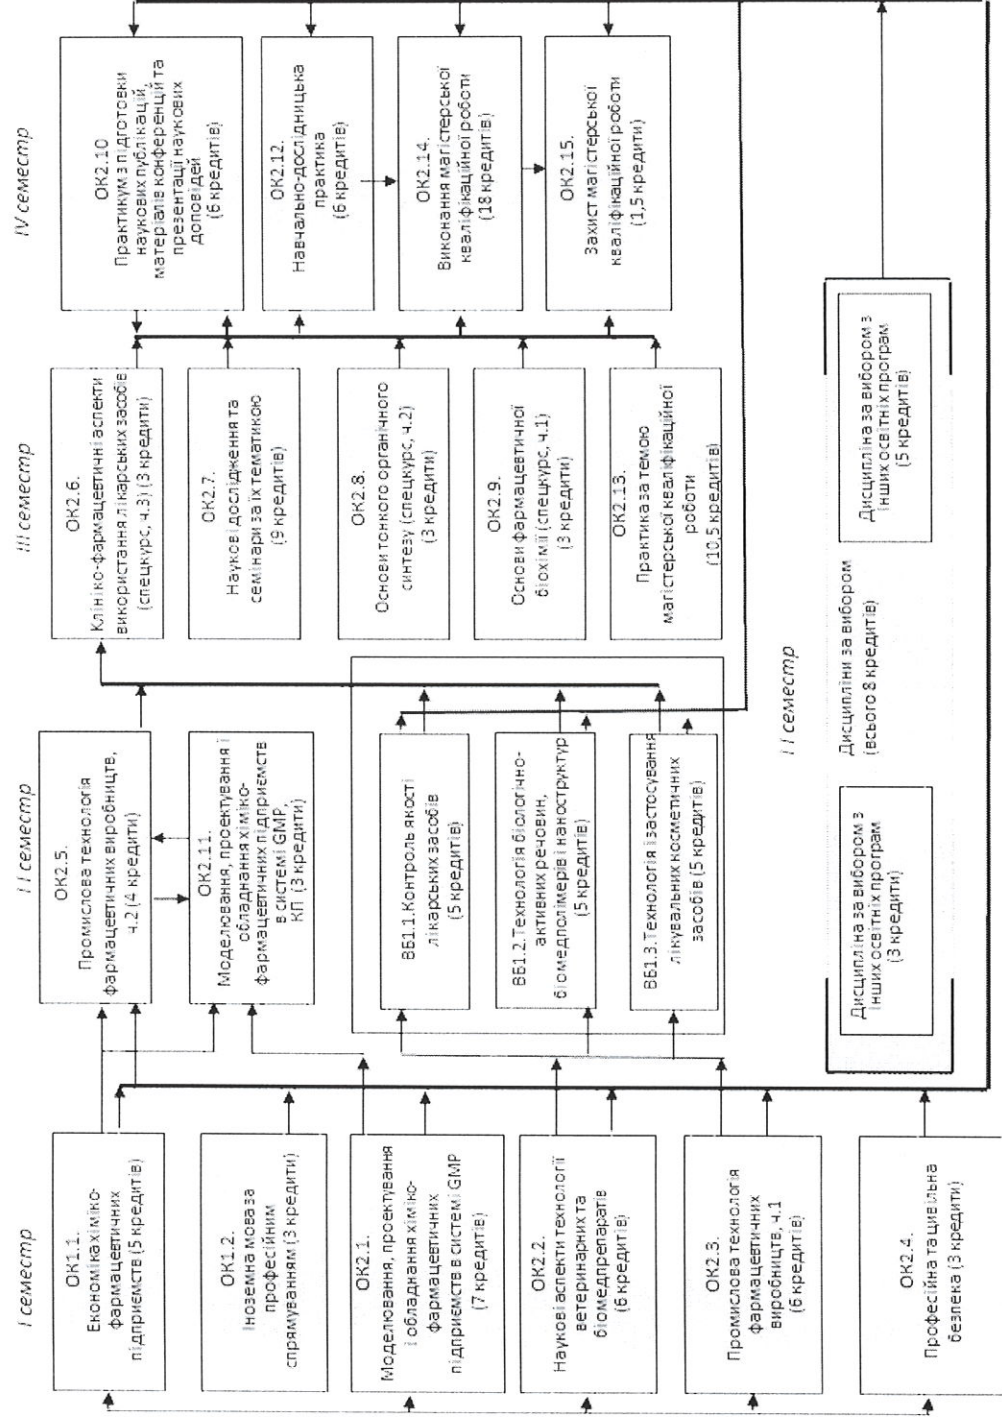 I семестр
ОК1.1.
Економіка хіміко-
фармацевтичних
підприємств (5 кредитів)
ОК1.2.
Іноземна мова за
професійним
спрямуванням (3 кредити)
ОК2.1.
Моделювання, проектування
і обладнання хіміко-
фармацевтичних
підприємств в системі GMP
(7 кредитів)
ОК2.2.
Наукові аспекти технології
ветеринарних та
біомедпрепаратів
(6 кредитів)
ОК2.3.
Промислова технологія
фармацевтичних
виробництв, ч.1
(6 кредитів)
ОК2.4.
Професійна та цивільна
безпека (3 кредити)
II семестр
ОК2.5.
Промислова технологія
фармацевтичних виробництв,
ч.2 (4 кредити)
ОК2.11.
Моделювання, проектування і
обладнання хіміко-
фармацевтичних підприємств
в системі GMP,
КП (3 кредити)
ВБ1.1.Контроль якості
лікарських засобів
(5 кредитів)
ВБ1.2.Технологія біологічно-
активних речовин,
біомедполімерів і наноструктур
(5 кредитів)
ВБ1.3.Технологія і застосування
лікувальних косметичних
засобів (5 кредитів)
III семестр
ОК2.6.
Клініко-фармацевтичні аспекти
використання лікарських засобів
(спецкурс, ч.3) (3 кредити)
ОК2.7.
Наукові дослідження та
семінари за їх тематикою
(9 кредитів)
ОК2.8.
Основи тонкого органічного
синтезу (спецкурс, ч.2)
(3 кредити)
ОК2.9.
Основи фармацевтичної
біохімії (спецкурс, ч.1)
(3 кредити)
ОК2.13.
Практика за темою
магістерської кваліфікаційної
роботи
(10,5 кредитів)
IV семестр
ОК2.10
Практикум з підготовки
наукових публікацій,
матеріалів конференцій та
презентації наукових
доповідей
(6 кредитів)
ОК2.12.
Навчально-дослідницька
практика
(6 кредитів)
ОК2.14.
Виконання магістерської
кваліфікаційної роботи
(18 кредитів)
ОК2.15.
Захист магістерської
кваліфікаційної роботи
(1,5 кредити)
II семестр
Дисципліна за вибором з
інших освітніх програм
(3 кредити)
Дисципліни за вибором
(всього 8 кредитів)
Дисципліна за вибором з
інших освітніх програм
(5 кредитів)